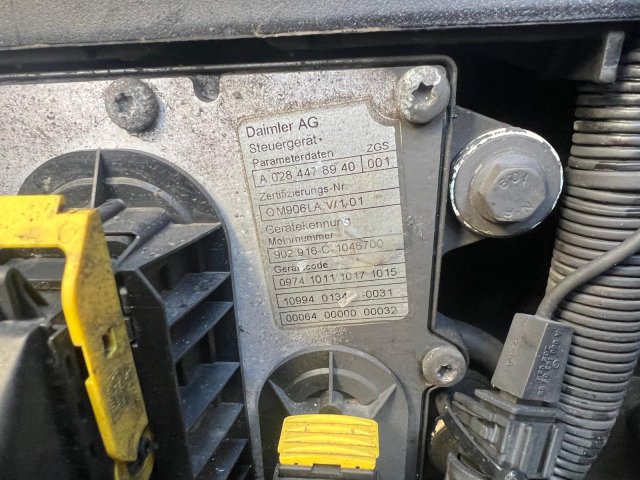 Daimler AG
Steuergerät-
Parameterdaten ZGS
A 028 447 89 40 001
Zertifizierungs-Nr.
OM906LA.V/1-01
Gerätekennung
Motornummer
902 916-C-1046700
Gerätecode
0974 1011 1017 1015
10994 -0031
00064 00000 00032